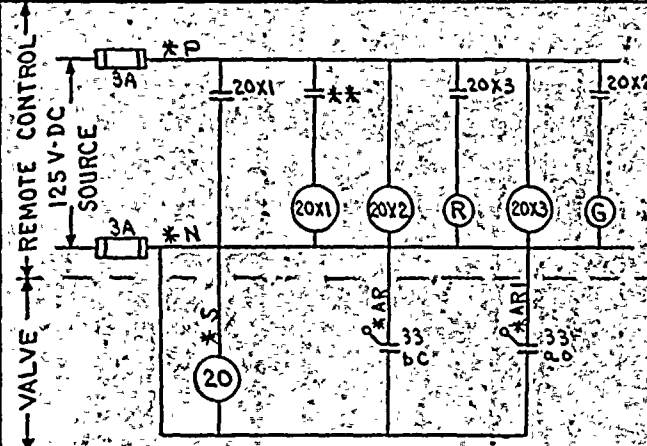 REMOTE CONTROL
125 V-DC
SOURCE
3A
*P
20X1
**
20X3
20X2
20X1
20X2
R
20X3
G
3A
*N
VALVE
*S
20
*AR
33
bc
*AR1
33